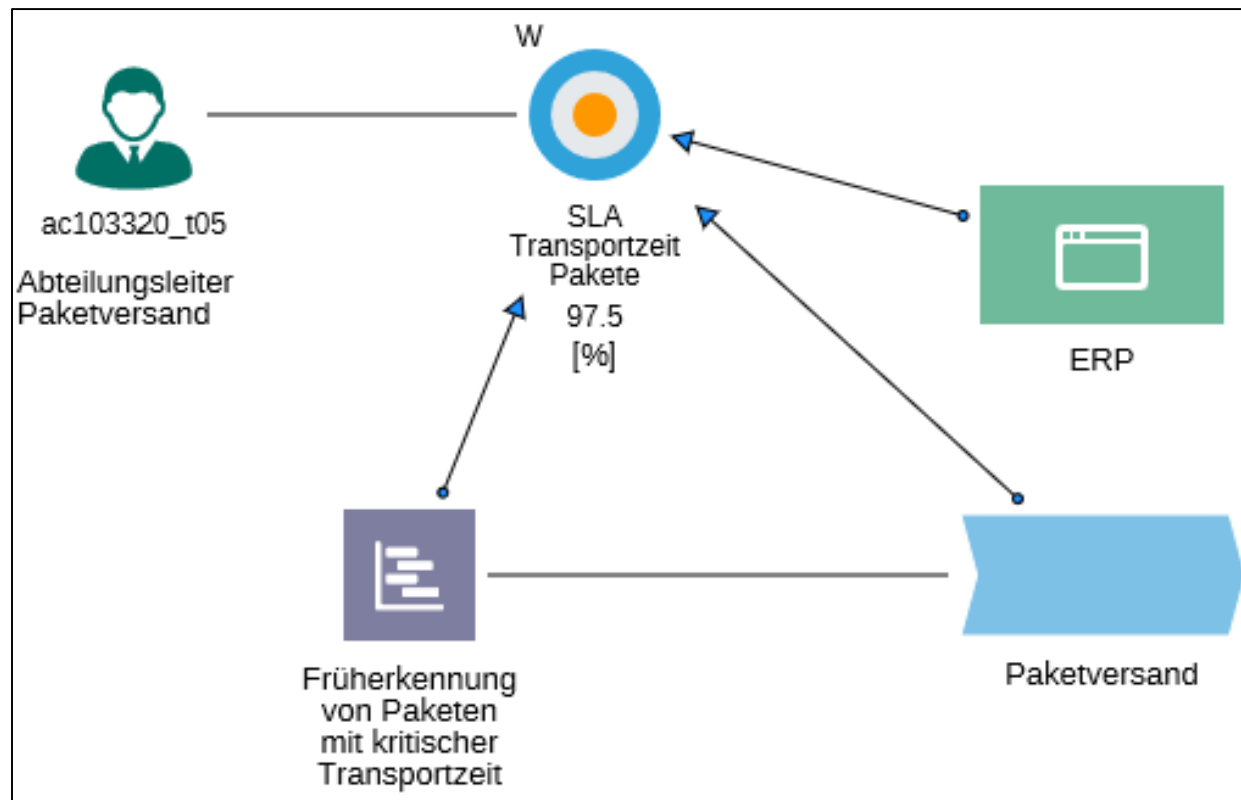 W
ac103320_t05
Abteilungsleiter
Paketversand
SLA
Transportzeit
Pakete
97.5
[%]
ERP
Früherkennung
von Paketen
mit kritischer
Transportzeit
Paketversand